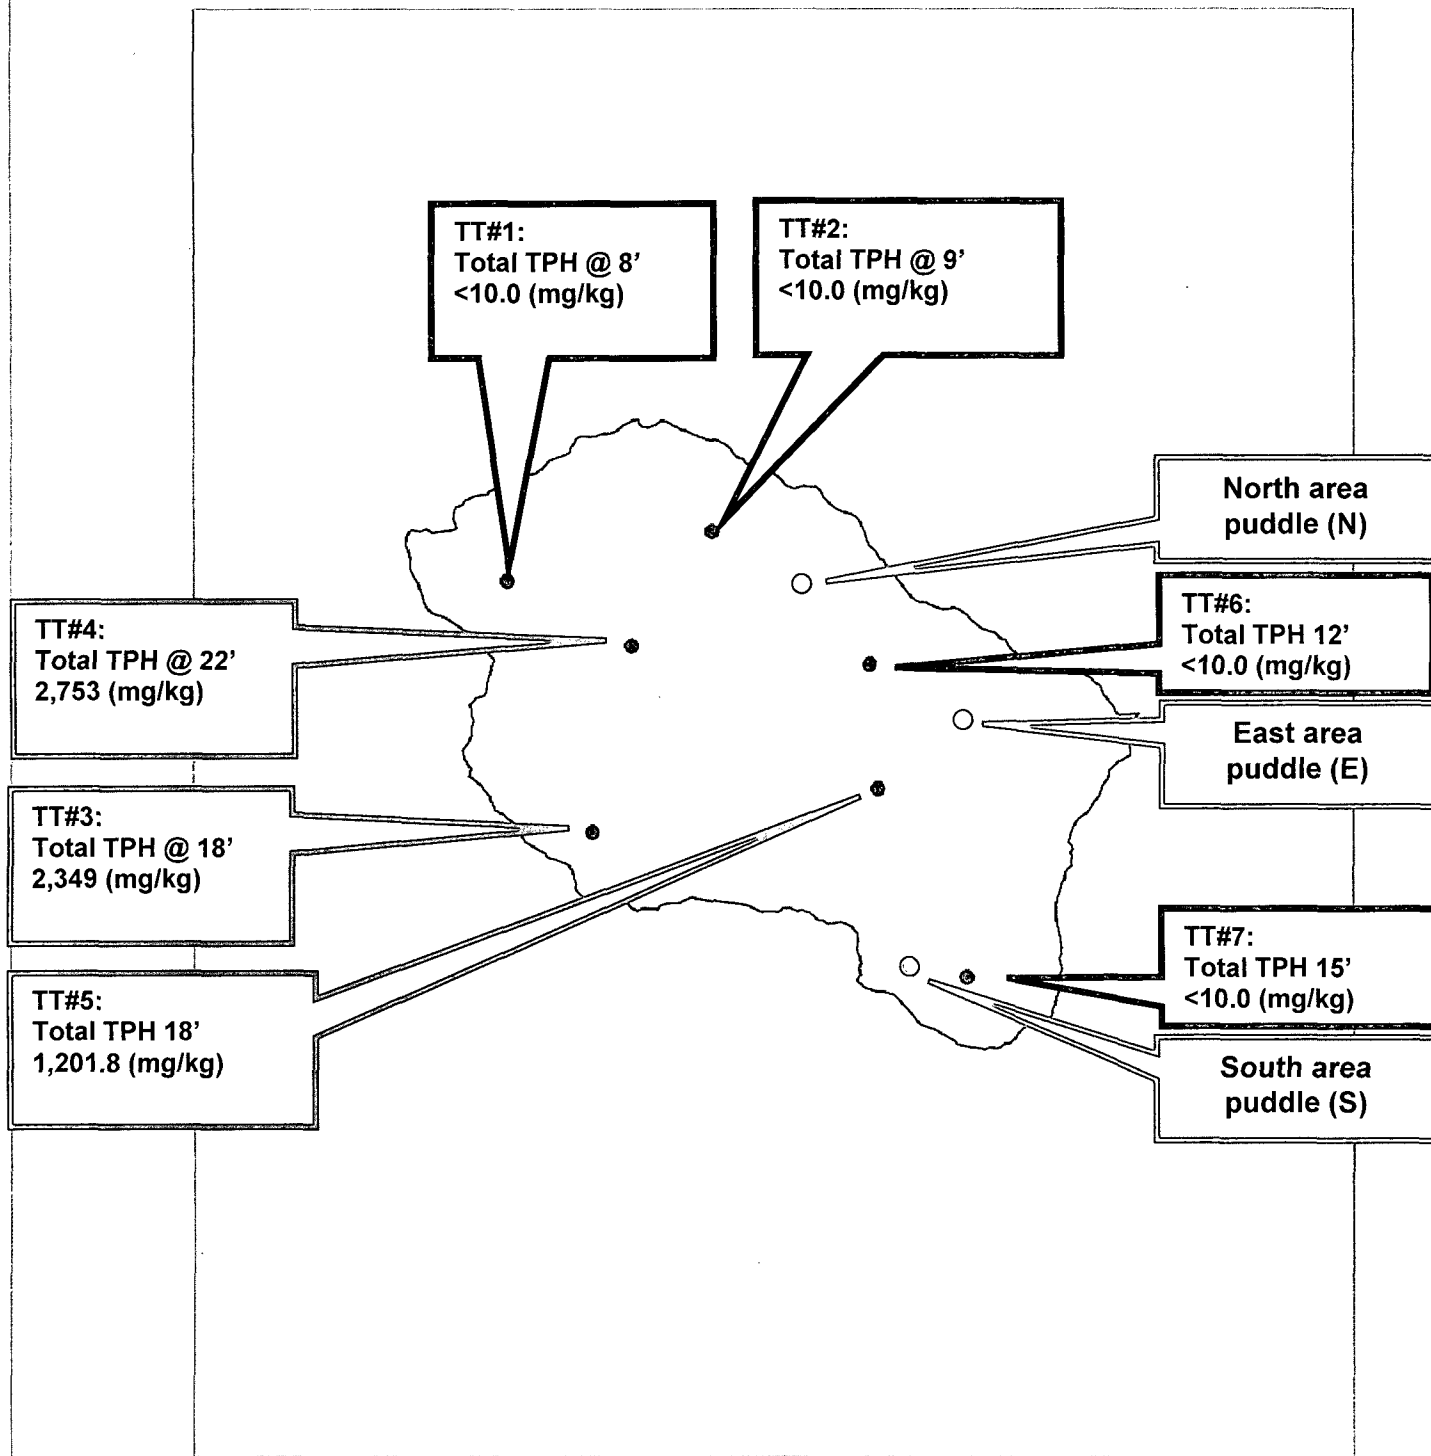 TT#1:
Total TPH @ 8’
<10.0 (mg/kg)
TT#2:
Total TPH @ 9’
<10.0 (mg/kg)
North area
puddle (N)
TT#6:
Total TPH 12’
<10.0 (mg/kg)
TT#4:
Total TPH @ 22’
2,753 (mg/kg)
East area
puddle (E)
TT#3:
Total TPH @ 18’
2,349 (mg/kg)
TT#7:
Total TPH 15’
<10.0 (mg/kg)
TT#5:
Total TPH 18’
1,201.8 (mg/kg)
South area
puddle (S)